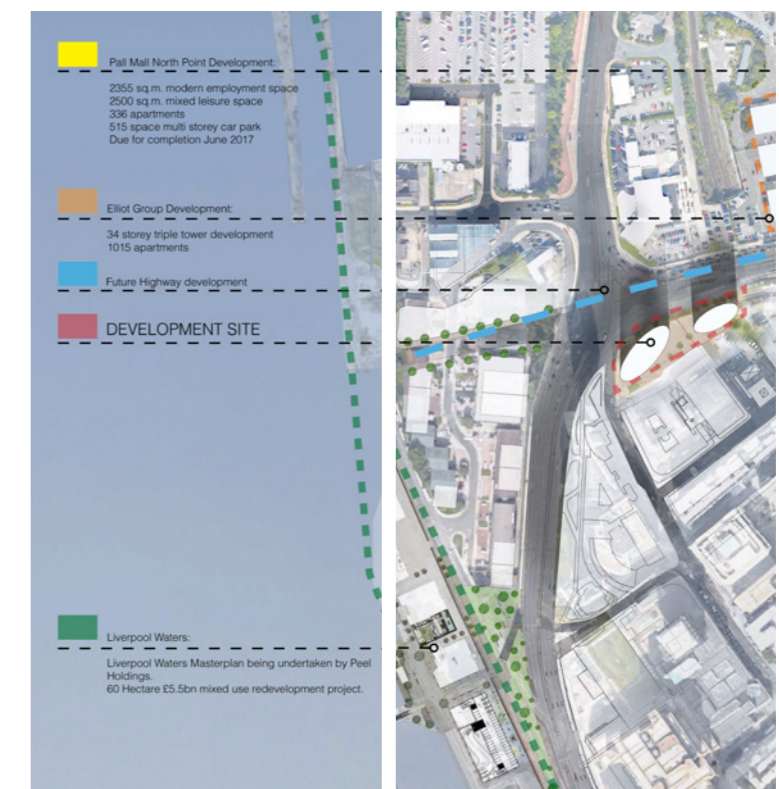 Pall Mall North Point Development:
2355 sq.m. modern employment space
2500 sq.m. mixed leisure space
336 apartments
515 space multi storey car park
Due for completion June 2017
Elliot Group Development:
34 storey triple tower development
1015 apartments
Future Highway development
DEVELOPMENT SITE
Liverpool Waters:
Liverpool Waters Masterplan being undertaken by Peel
Holdings.
60 Hectare £5.5bn mixed use redevelopment project.